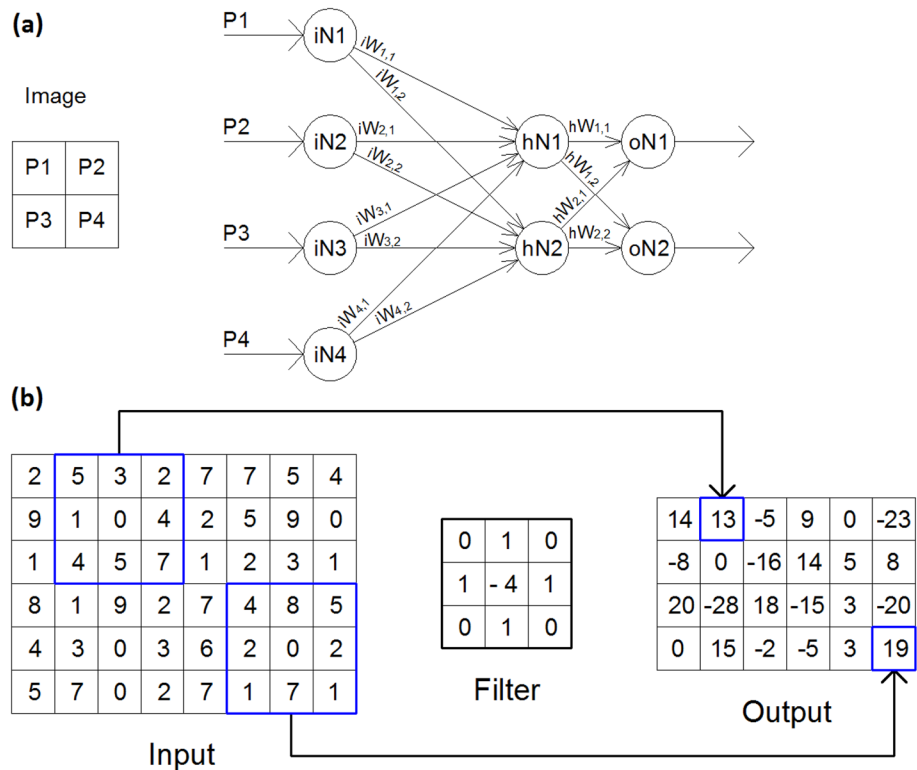 (a)
P1 iN1 iW1,1
iW1,2
Image
P2 iN2 iW2,1 hN1 hW1,1 oN1
iW2,2 hW1,2
P1 P2
P3 P4
iW3,1 hW2,1
P3 iN3 iW3,2 hN2 hW2,2 oN2
iW4,1 iW4,2
P4 iN4
(b)
2 5 3 2 7 7 5 4
9 1 0 4 2 5 9 0
1 4 5 7 1 2 3 1
8 1 9 2 7 4 8 5
4 3 0 3 6 2 0 2
5 7 0 2 7 1 7 1
Input
0 1 0
1 -4 1
0 1 0
Filter
14 13 -5 9 0 -23
-8 0 -16 14 5 8
20 -28 18 -15 3 -20
0 15 -2 -5 3 19
Output